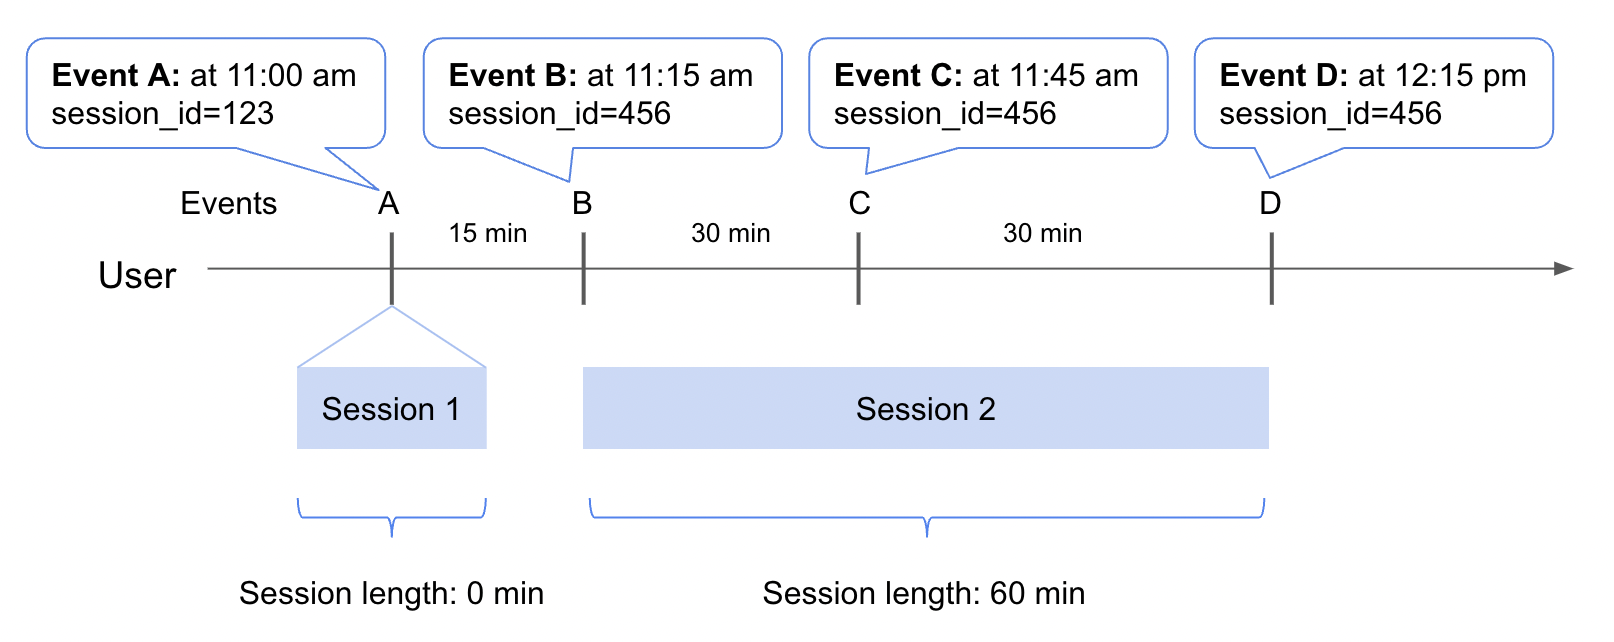 Event A: at 11:00 am
session_id=123
Event B: at 11:15 am
session_id=456
Event C: at 11:45 am
session_id=456
Event D: at 12:15 pm
session_id=456
Events
A
B
C
D
15 min
30 min
30 min
User
Session 1
Session 2
Session length: 0 min
Session length: 60 min